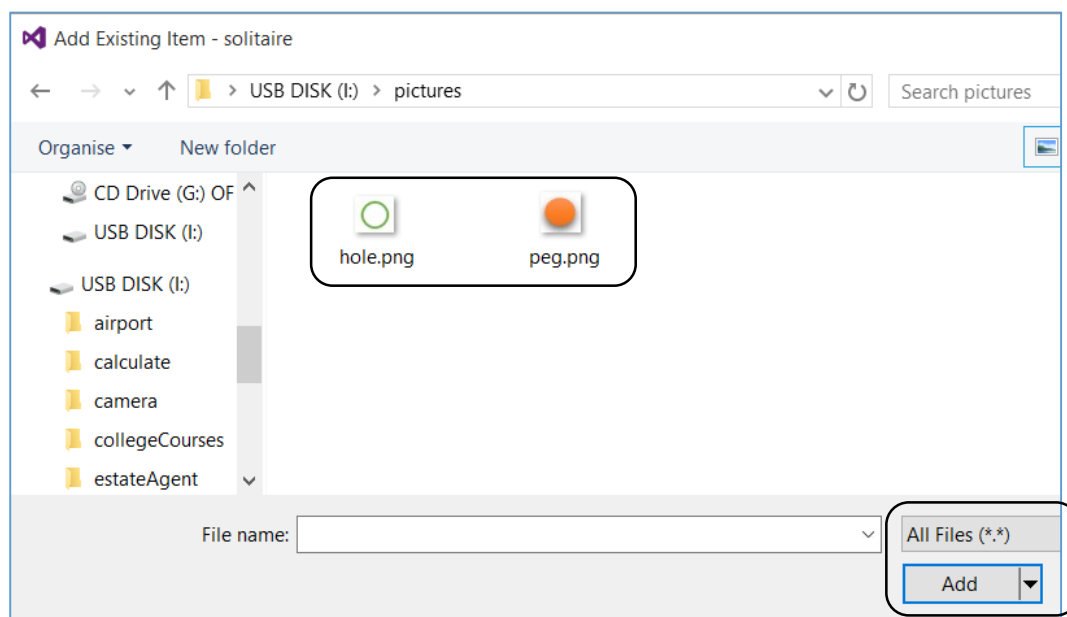 Add Existing Item - solitaire
USB DISK (I:) > pictures
Search pictures
Organise
New folder
CD Drive (G:) OF
USB DISK (I:)
USB DISK (I:)
airport
calculate
camera
collegeCourses
estateAgent
hole.png
peg.png
File name:
All Files (*.*)
Add